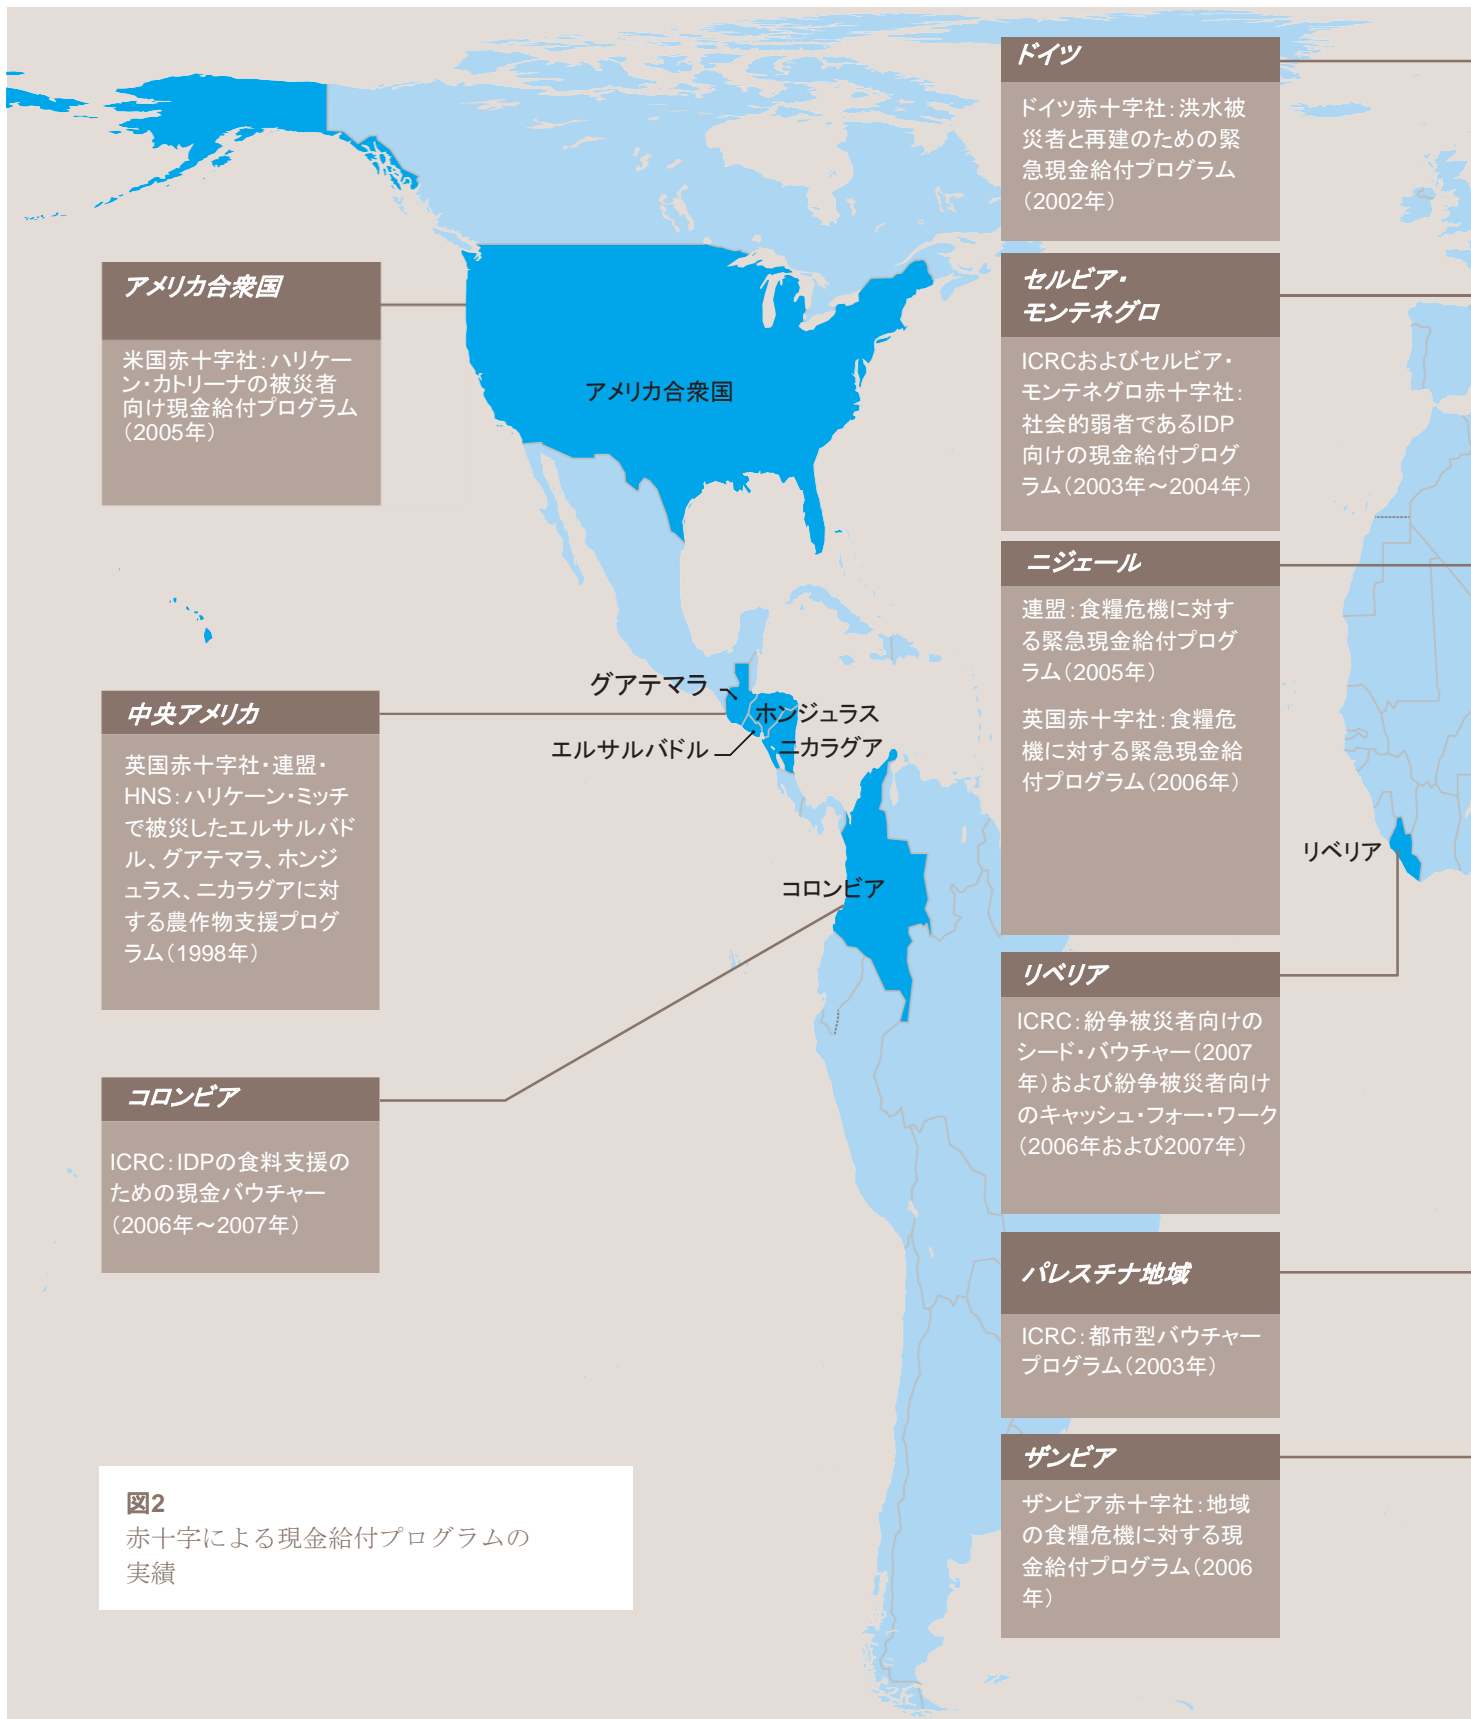 アメリカ合衆国
米国赤十字社：ハリケー
ン・カトリーナの被災者
向け現金給付プログラム
（2005年）
中央アメリカ
英国赤十字社・連盟・
HNS：ハリケーン・ミッチ
で被災したエルサルバド
ル、グアテマラ、ホンジ
ュラス、ニカラグアに対
する農作物支援プログ
ラム（1998年）
コロンビア
ICRC：IDPの食料支援の
ための現金バウチャー
（2006年～2007年）
図2
赤十字による現金給付プログラムの
実績
アメリカ合衆国
グアテマラ
ホンジュラス
エルサルバドル
ニカラグア
コロンビア
ドイツ
ドイツ赤十字社：洪水被
災者と再建のための緊
急現金給付プログラム
（2002年）
セルビア・
モンテネグロ
ICRCおよびセルビア・
モンテネグロ赤十字社：
社会的弱者であるIDP
向けの現金給付プログ
ラム（2003年～2004年）
ニジェール
連盟：食糧危機に対す
る緊急現金給付プログ
ラム（2005年）
英国赤十字社：食糧危
機に対する緊急現金給
付プログラム（2006年）
リベリア
リベリア
ICRC：紛争被災者向けの
シード・バウチャー（2007
年）および紛争被災者向け
のキャッシュ・フォー・ワーク
（2006年および2007年）
パレスチナ地域
ICRC：都市型バウチャー
プログラム（2003年）
ザンビア
ザンビア赤十字社：地域
の食糧危機に対する現
金給付プログラム（2006
年）